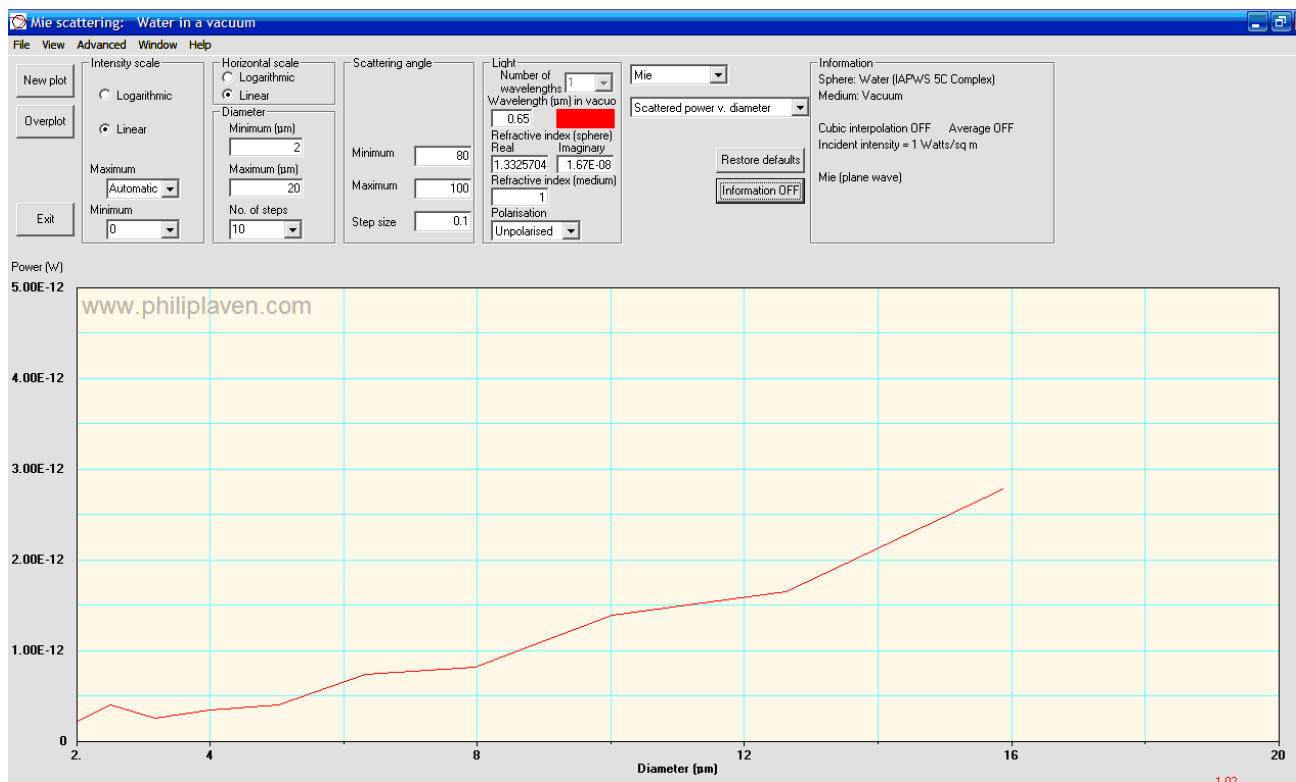 Mie scattering: Water in a vacuum
File View Advanced Window Help
New plot
Overplot
Exit
Intensity scale
Logarithmic
Linear
Maximum
Automatic
Minimum
0
Horizontal scale
Logarithmic
Linear
Diameter
Minimum (µm)
2
Maximum (µm)
20
No. of steps
10
Scattering angle
Minimum 80
Maximum 100
Step size 0.1
Light
Number of
wavelengths 1
Wavelength (µm) in vacuo
0.65
Refractive index (sphere)
Real Imaginary
1.3325704 1.67E-08
Refractive index (medium)
1
Polarisation
Unpolarised
Mie
Scattered power v. diameter
Restore defaults
Information OFF
Information
Sphere: Water (IAPWS 5C Complex)
Medium: Vacuum
Cubic interpolation OFF Average OFF
Incident intensity = 1 Watts/sq m
Mie (plane wave)
Power (W)
5.00E-12
www.philiplaven.com
4.00E-12
3.00E-12
2.00E-12
1.00E-12
0
2. 4 8 12 16 20
Diameter (µm)
1.02